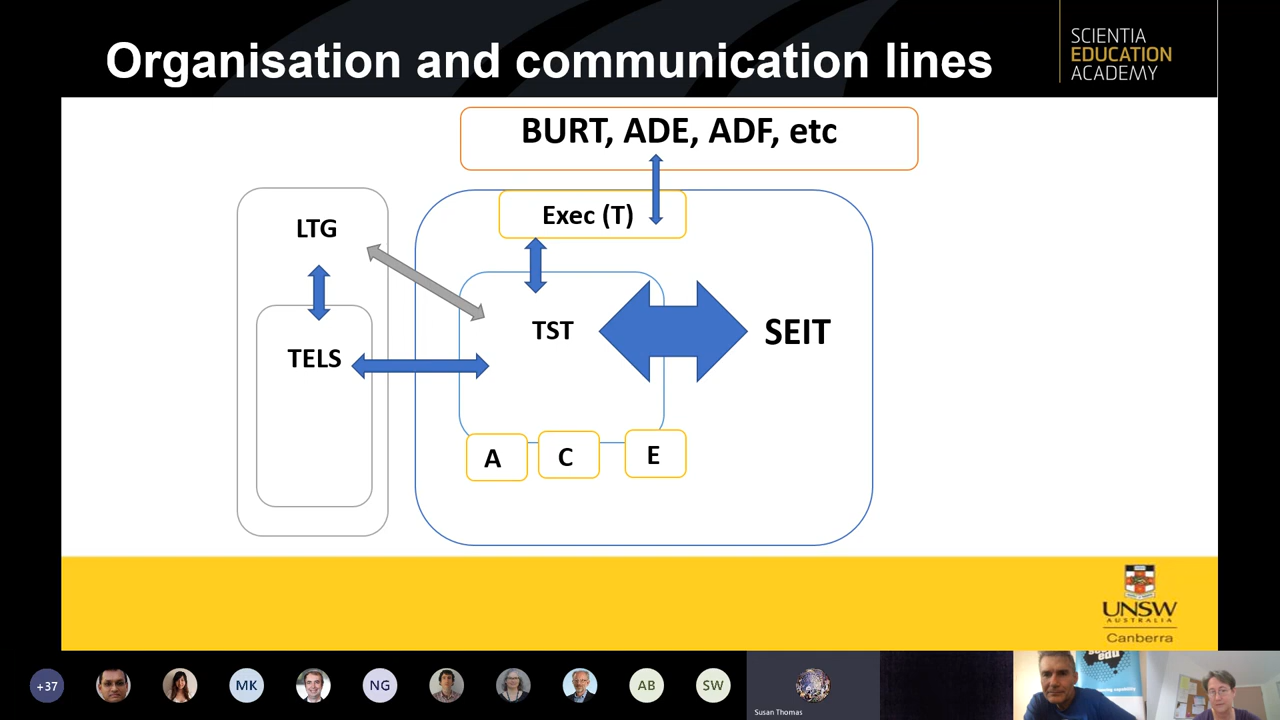 Organisation and communication lines
SCIENTIA
EDUCATION
ACADEMY
BURT, ADE, ADF, etc
Exec (T)
LTG
TST
SEIT
TELS
A
C
E
UNSW
AUSTRALIA
Canberra
+37
MK
NG
AB
SW
Susan Thomas
edu